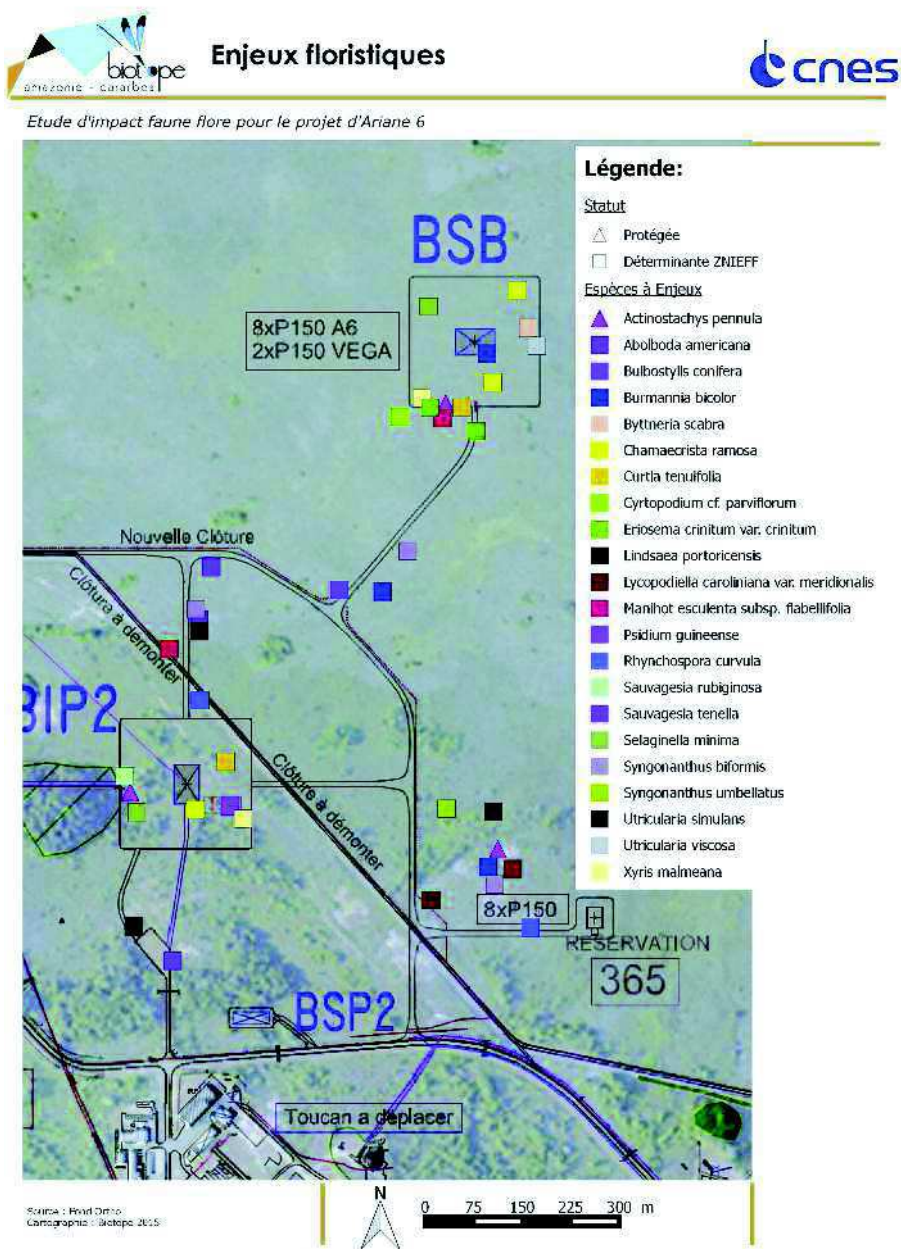 biotope
amazonie - caraïbes
Enjeux floristiques
cnes
Etude d'impact faune flore pour le projet d'Ariane 6
Légende:
Statut
Protégée
Déterminante ZNIEFF
Espèces à Enjeux
Actinostachys pennula
Abolboda americana
Bulbostylis conifera
Burmannia bicolor
Byttneria scabra
Chamaecrista ramosa
Curtia tenuifolia
Cyrtopodium cf. parviflorum
Eriosema crinitum var. crinitum
Lindsaea portoricensis
Lycopodiella caroliniana var. meridionalis
Manihot esculenta subsp. flabellifolia
Psidium guineense
Rhynchospora curvula
Sauvagesia rubiginosa
Sauvagesia tenella
Selaginella minima
Syngonanthus biformis
Syngonanthus umbellatus
Utricularia simulans
Utricularia viscosa
Xyris malmeana
BSB
8xP150 A6
2xP150 VEGA
Nouvelle Clôture
Clôture à démonter
BIP2
Clôture à démonter
8xP150
RESERVATION
365
BSP2
Toucan a déplacer
Source : Fond Ortho
Cartographie : Biotope 2015
N
0 75 150 225 300 m